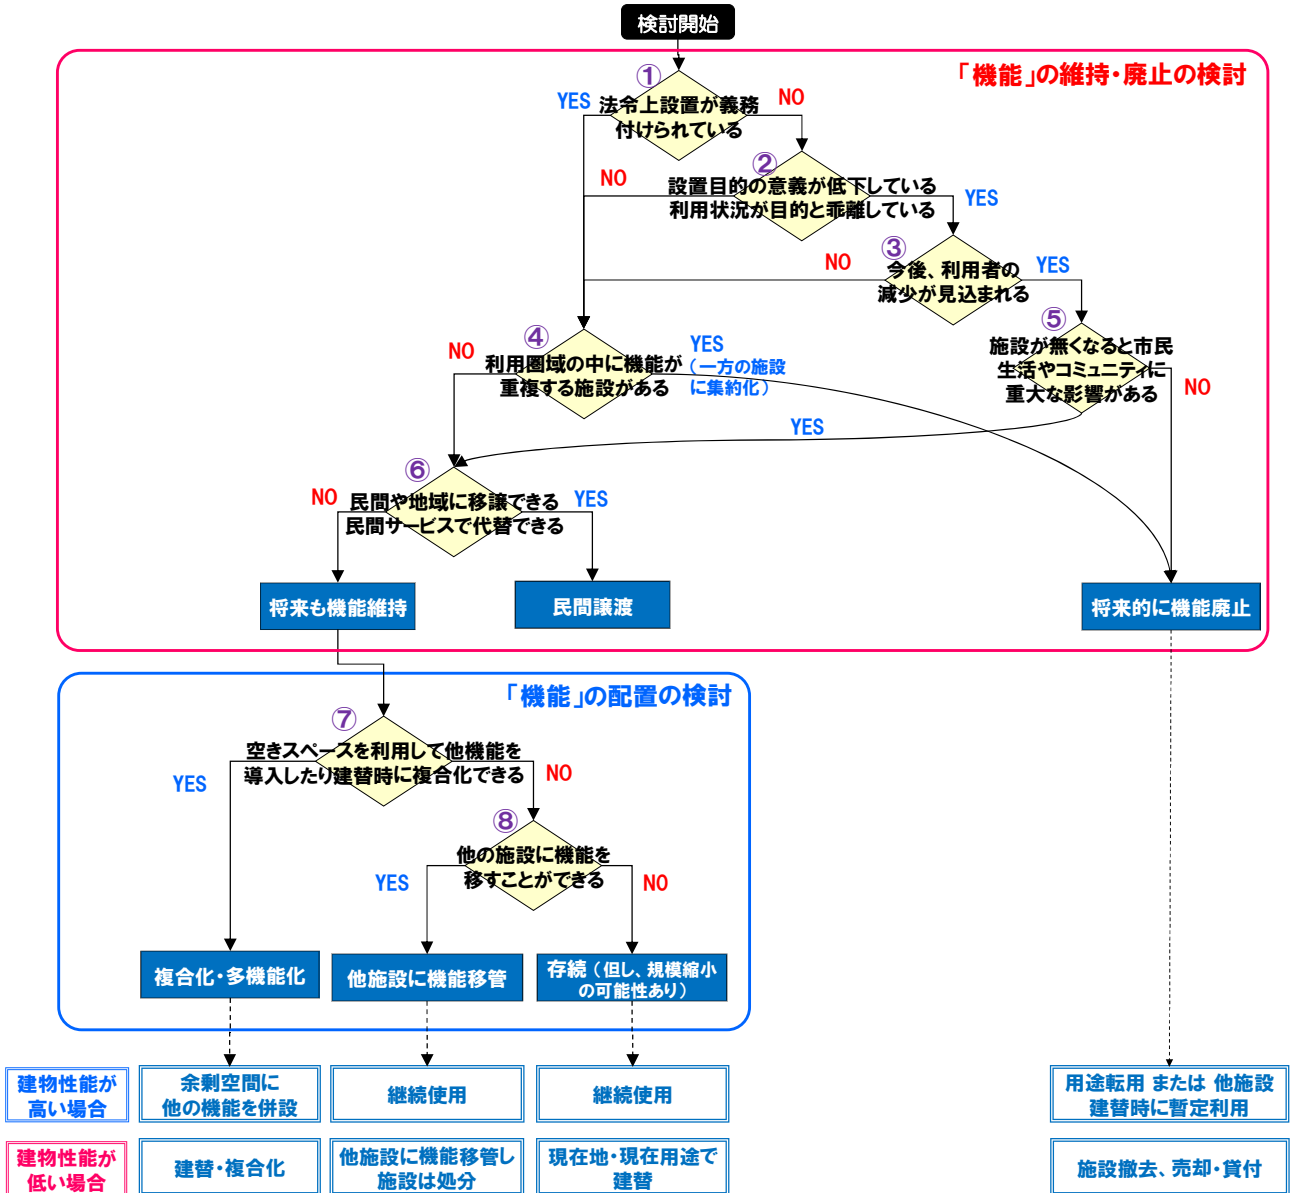 検討開始
「機能」の維持・廃止の検討
①
YES
法令上設置が義務
付けられている
NO
②
NO
設置目的の意義が低下している
利用状況が目的と乖離している
YES
③
NO
今後、利用者の
減少が見込まれる
YES
④
NO
利用圏域の中に機能が
重複する施設がある
YES
（一方の施設
に集約化）
⑤
施設が無くなると市民
生活やコミュニティに
重大な影響がある
NO
YES
⑥
NO
民間や地域に移譲できる
民間サービスで代替できる
YES
将来も機能維持
民間譲渡
将来的に機能廃止
「機能」の配置の検討
⑦
空きスペースを利用して他機能を
導入したり建替時に複合化できる
YES
NO
⑧
他の施設に機能を
移すことができる
YES
NO
複合化・多機能化
他施設に機能移管
存続（但し、規模縮小
の可能性あり）
建物性能が
高い場合
余剰空間に
他の機能を併設
継続使用
継続使用
用途転用 または 他施設
建替時に暫定利用
建物性能が
低い場合
建替・複合化
他施設に機能移管し
施設は処分
現在地・現在用途で
建替
施設撤去、売却・貸付